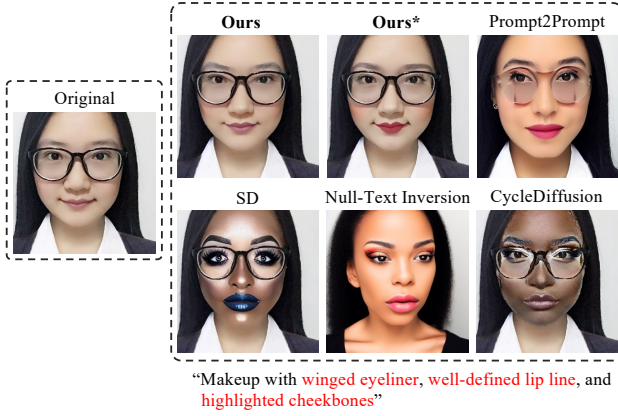 Ours
Ours*
Prompt2Prompt
Original
SD
Null-Text Inversion
CycleDiffusion
“Makeup with winged eyeliner, well-defined lip line, and
highlighted cheekbones”